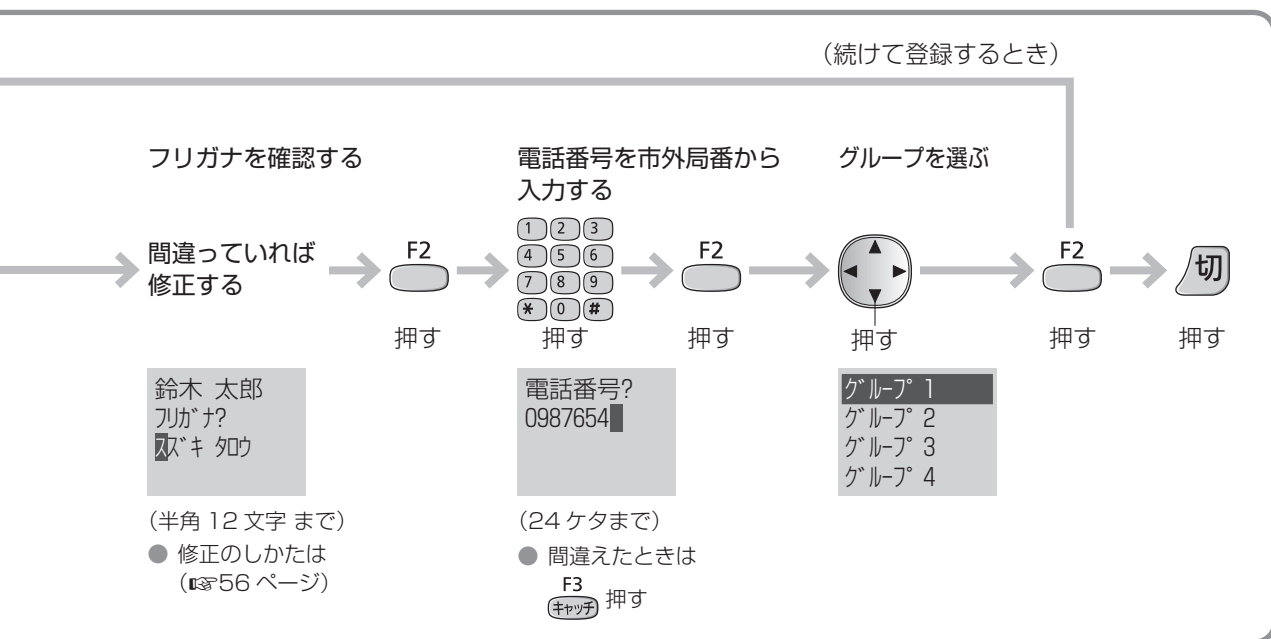 （続けて登録するとき）
フリガナを確認する
間違っていれば
修正する
F2
押す
鈴木 太郎
ﾌﾘｶﾞﾅ?
ｽｽﾞｷ ﾀﾛｳ
（半角 12 文字 まで）
● 修正のしかたは
（☞56 ページ）
電話番号を市外局番から
入力する
1 2 3
4 5 6
7 8 9
* 0 #
押す
電話番号?
0987654
（24 ケタまで）
● 間違えたときは
F3
キャッチ 押す
F2
押す
グループを選ぶ
押す
ｸﾞﾙｰﾌﾟ 1
ｸﾞﾙｰﾌﾟ 2
ｸﾞﾙｰﾌﾟ 3
ｸﾞﾙｰﾌﾟ 4
F2
押す
切
押す